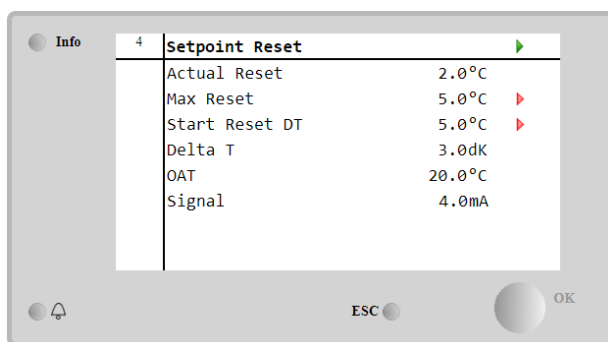 Info
4 Setpoint Reset
Actual Reset 2.0°C
Max Reset 5.0°C
Start Reset DT 5.0°C
Delta T 3.0dK
OAT 20.0°C
Signal 4.0mA
ESC OK